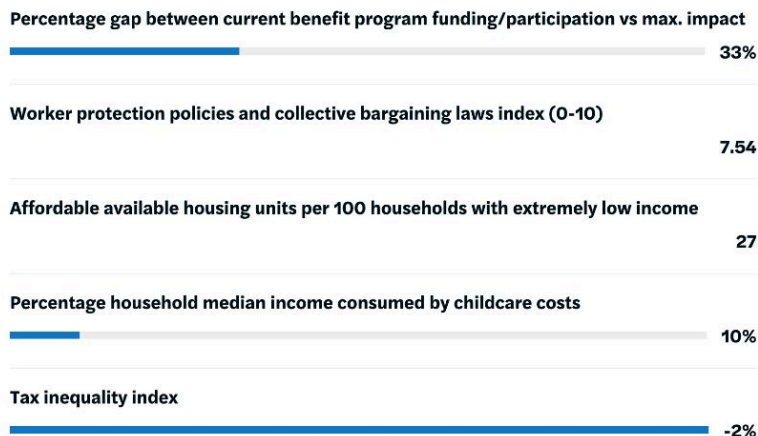 Percentage gap between current benefit program funding/participation vs max. impact
33%
Worker protection policies and collective bargaining laws index (0-10)
7.54
Affordable available housing units per 100 households with extremely low income
27
Percentage household median income consumed by childcare costs
10%
Tax inequality index
-2%